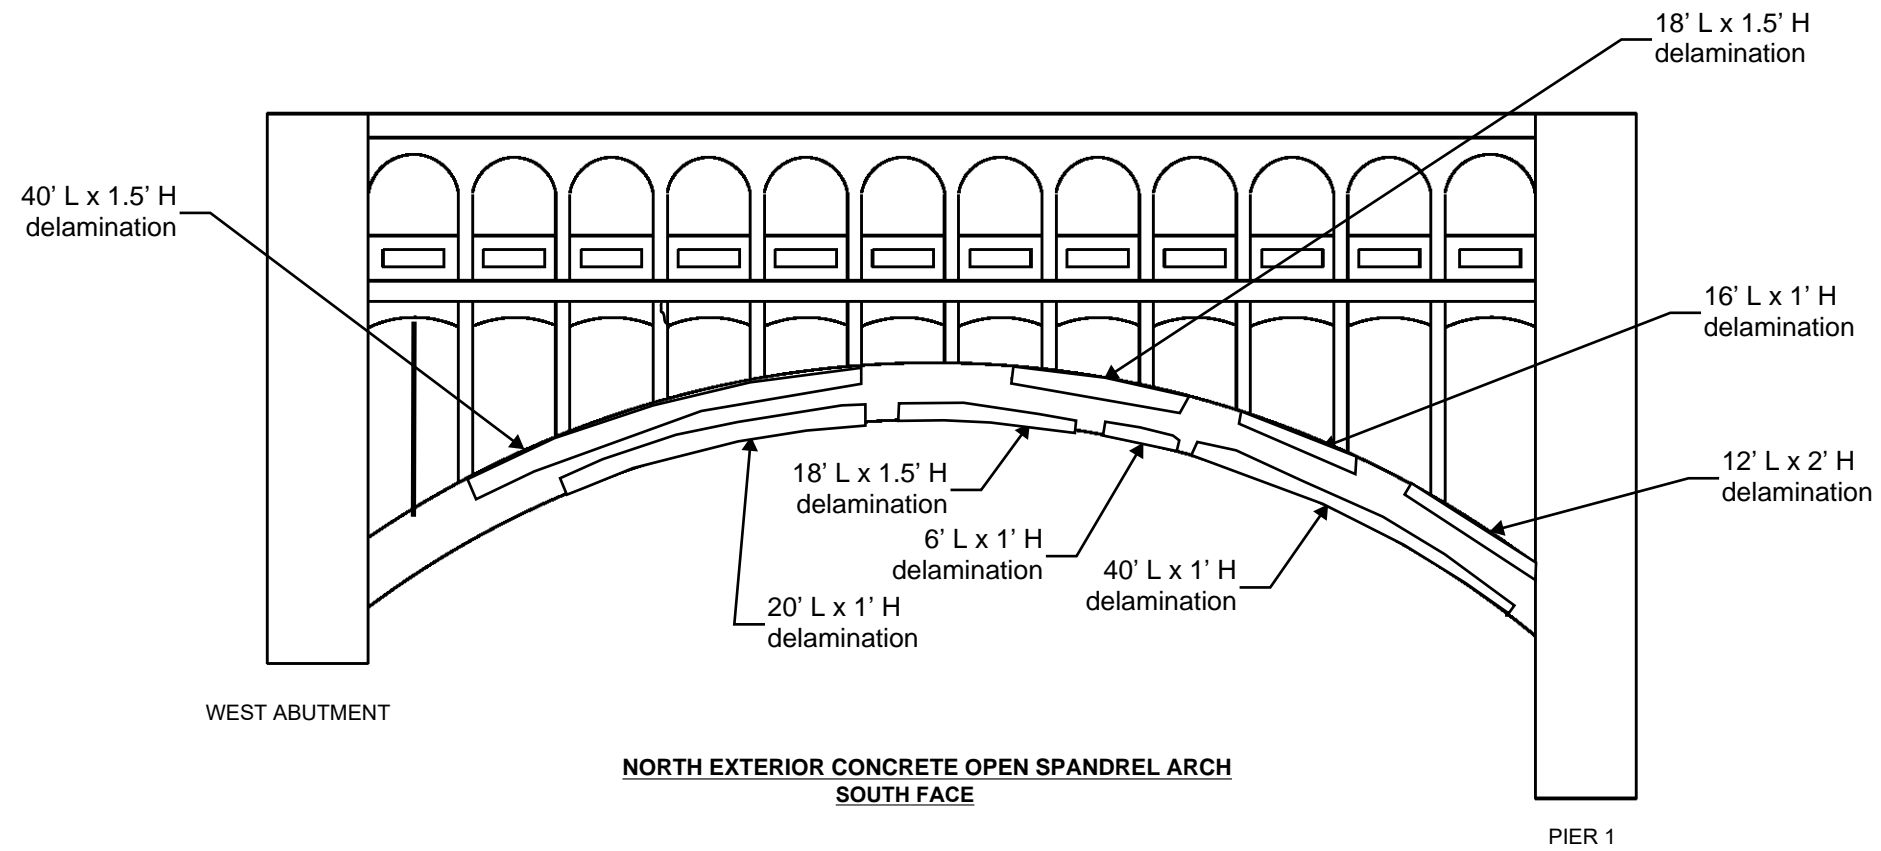 18’ L x 1.5’ H
delamination
40’ L x 1.5’ H
delamination
16’ L x 1’ H
delamination
12’ L x 2’ H
delamination
18’ L x 1.5’ H
delamination
6’ L x 1’ H
delamination
40’ L x 1’ H
delamination
20’ L x 1’ H
delamination
WEST ABUTMENT
NORTH EXTERIOR CONCRETE OPEN SPANDREL ARCH
SOUTH FACE
PIER 1